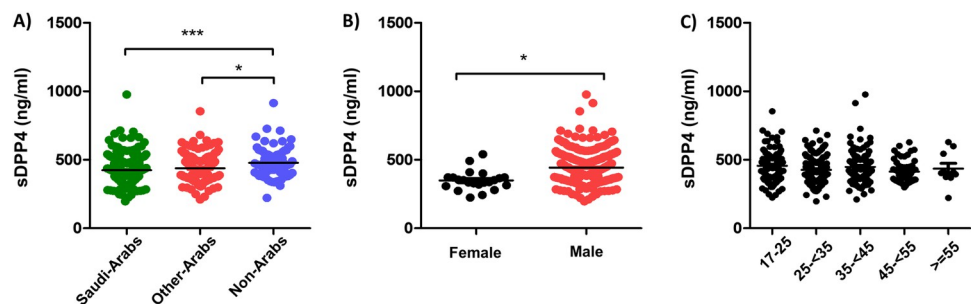 A)
sDPP4 (ng/ml)
1500
1000
500
0
***
*
Saudi-Arabs
Other-Arabs
Non-Arabs
B)
sDPP4 (ng/ml)
1500
1000
500
0
*
Female
Male
C)
sDPP4 (ng/ml)
1500
1000
500
0
17-25
25-<35
35-<45
45-<55
>=55